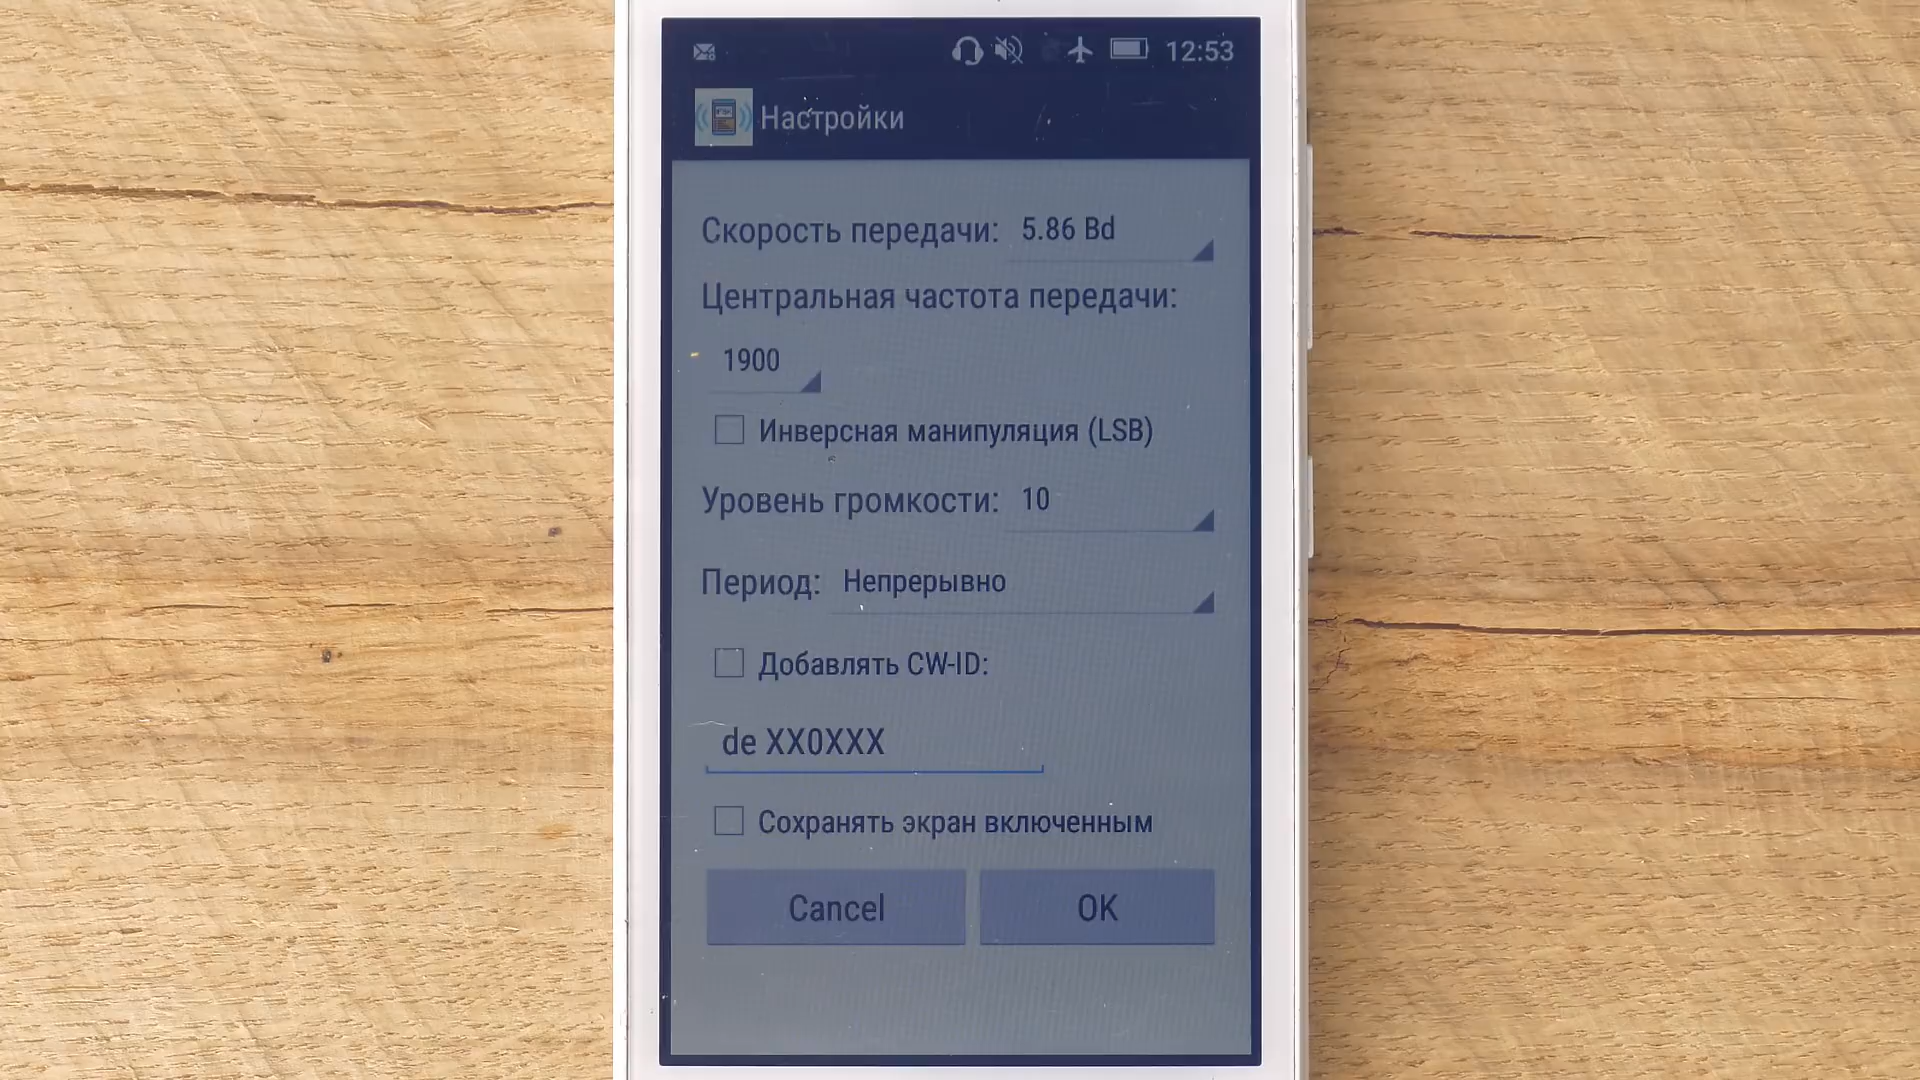 12:53
Настройки
Скорость передачи: 5.86 Bd
Центральная частота передачи:
1900
Инверсная манипуляция (LSB)
Уровень громкости: 10
Период: Непрерывно
Добавлять CW-ID:
de XX0XXX
Сохранять экран включенным
Cancel OK